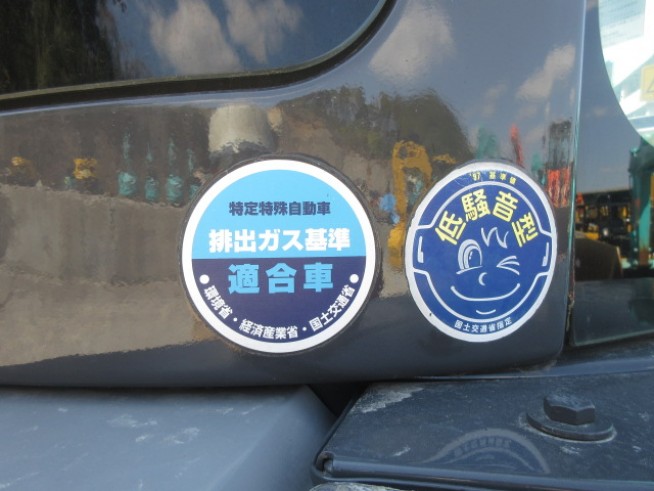 特定特殊自動車
排出ガス基準
適合車
● 環境省・経済産業省・国土交通省 ●
'97 基準値
低騒音型
国土交通省指定